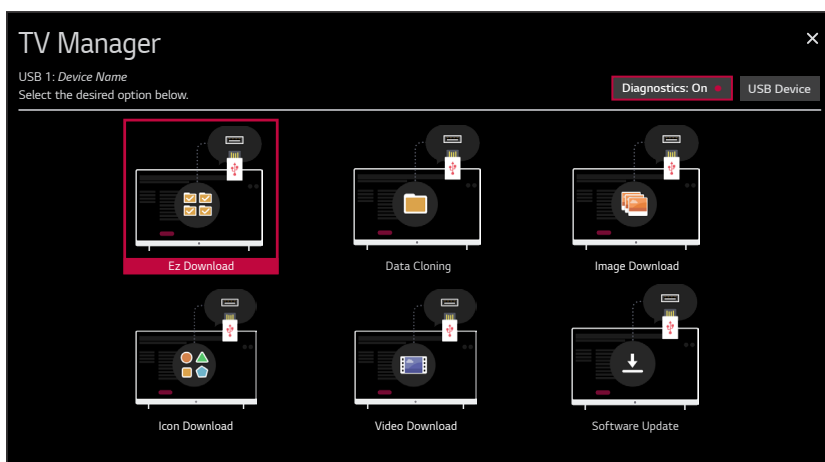 TV Manager
USB 1: Device Name
Select the desired option below.
Diagnostics: On
USB Device
Ez Download
Data Cloning
Image Download
Icon Download
Video Download
Software Update